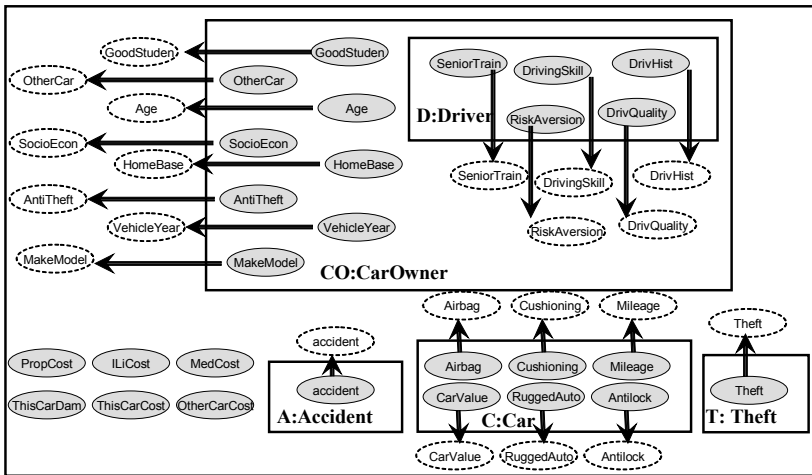 GoodStuden GoodStuden
OtherCar OtherCar
Age Age
SocioEcon SocioEcon
HomeBase HomeBase
AntiTheft AntiTheft
VehicleYear VehicleYear
MakeModel MakeModel
CO:CarOwner
SeniorTrain DrivingSkill DrivHist
D:Driver RiskAversion DrivQuality
SeniorTrain DrivingSkill DrivHist
RiskAversion DrivQuality
PropCost ILiCost MedCost
ThisCarDam ThisCarCost OtherCarCost
accident
accident
A:Accident
Airbag Cushioning Mileage
Airbag Cushioning Mileage
CarValue RuggedAuto Antilock
C:Car
CarValue RuggedAuto Antilock
Theft
Theft
T: Theft